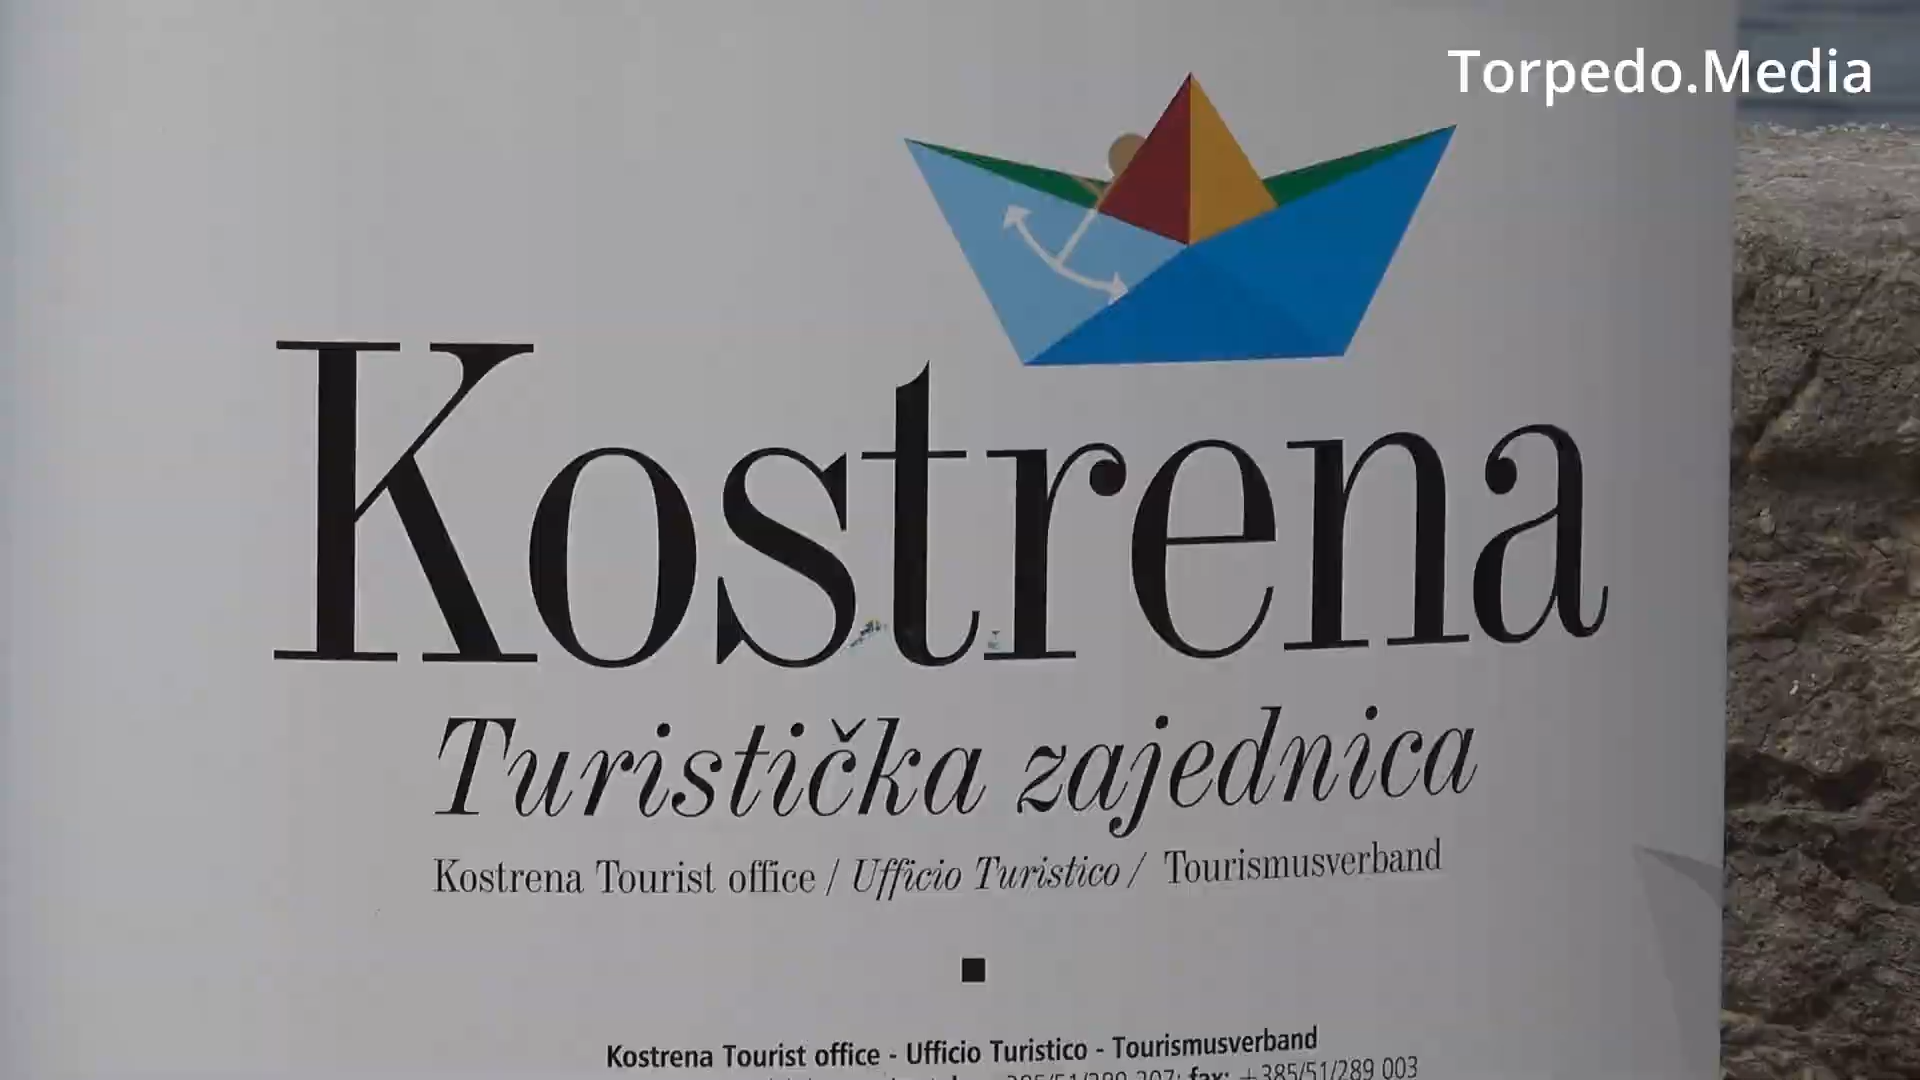 Torpedo.Media
Kostrena
Turistička zajednica
Kostrena Tourist office / Ufficio Turistico / Tourismusverband
Kostrena Tourist office - Ufficio Turistico - Tourismusverband
fax: +385/51/289 003